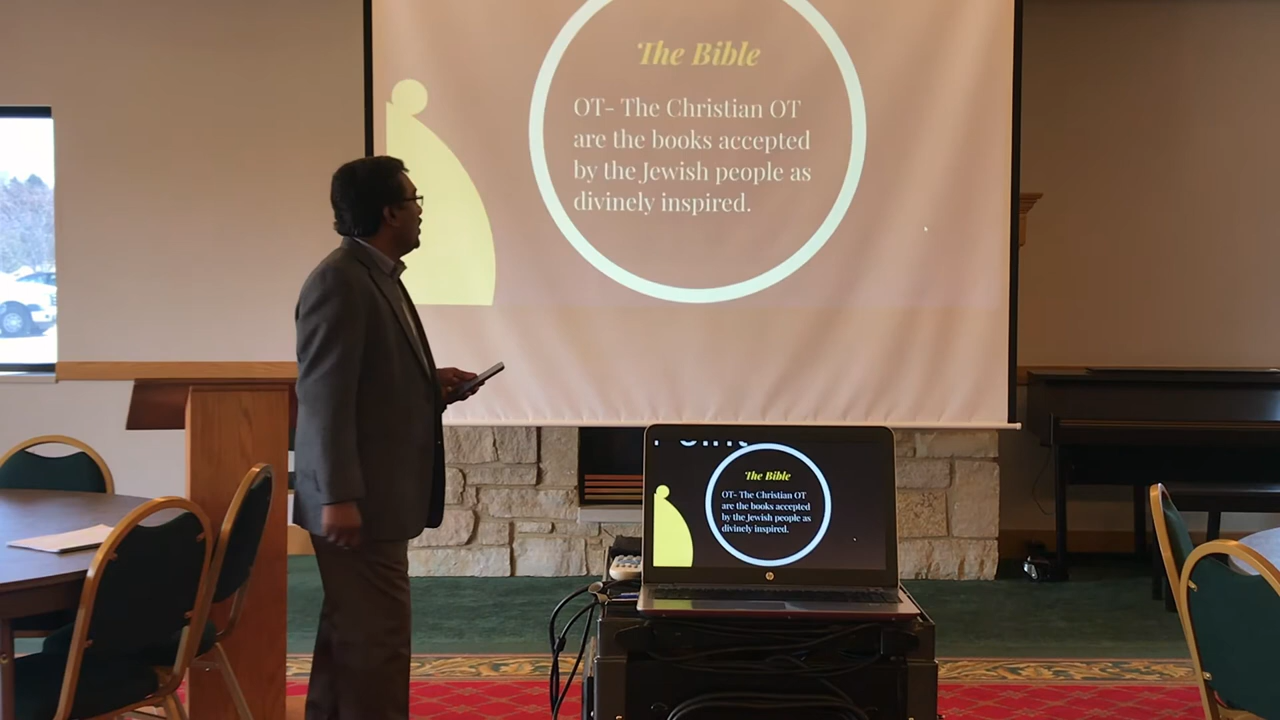 The Bible
OT- The Christian OT
are the books accepted
by the Jewish people as
divinely inspired.
The Bible
OT- The Christian OT
are the books accepted
by the Jewish people as
divinely inspired.
hp